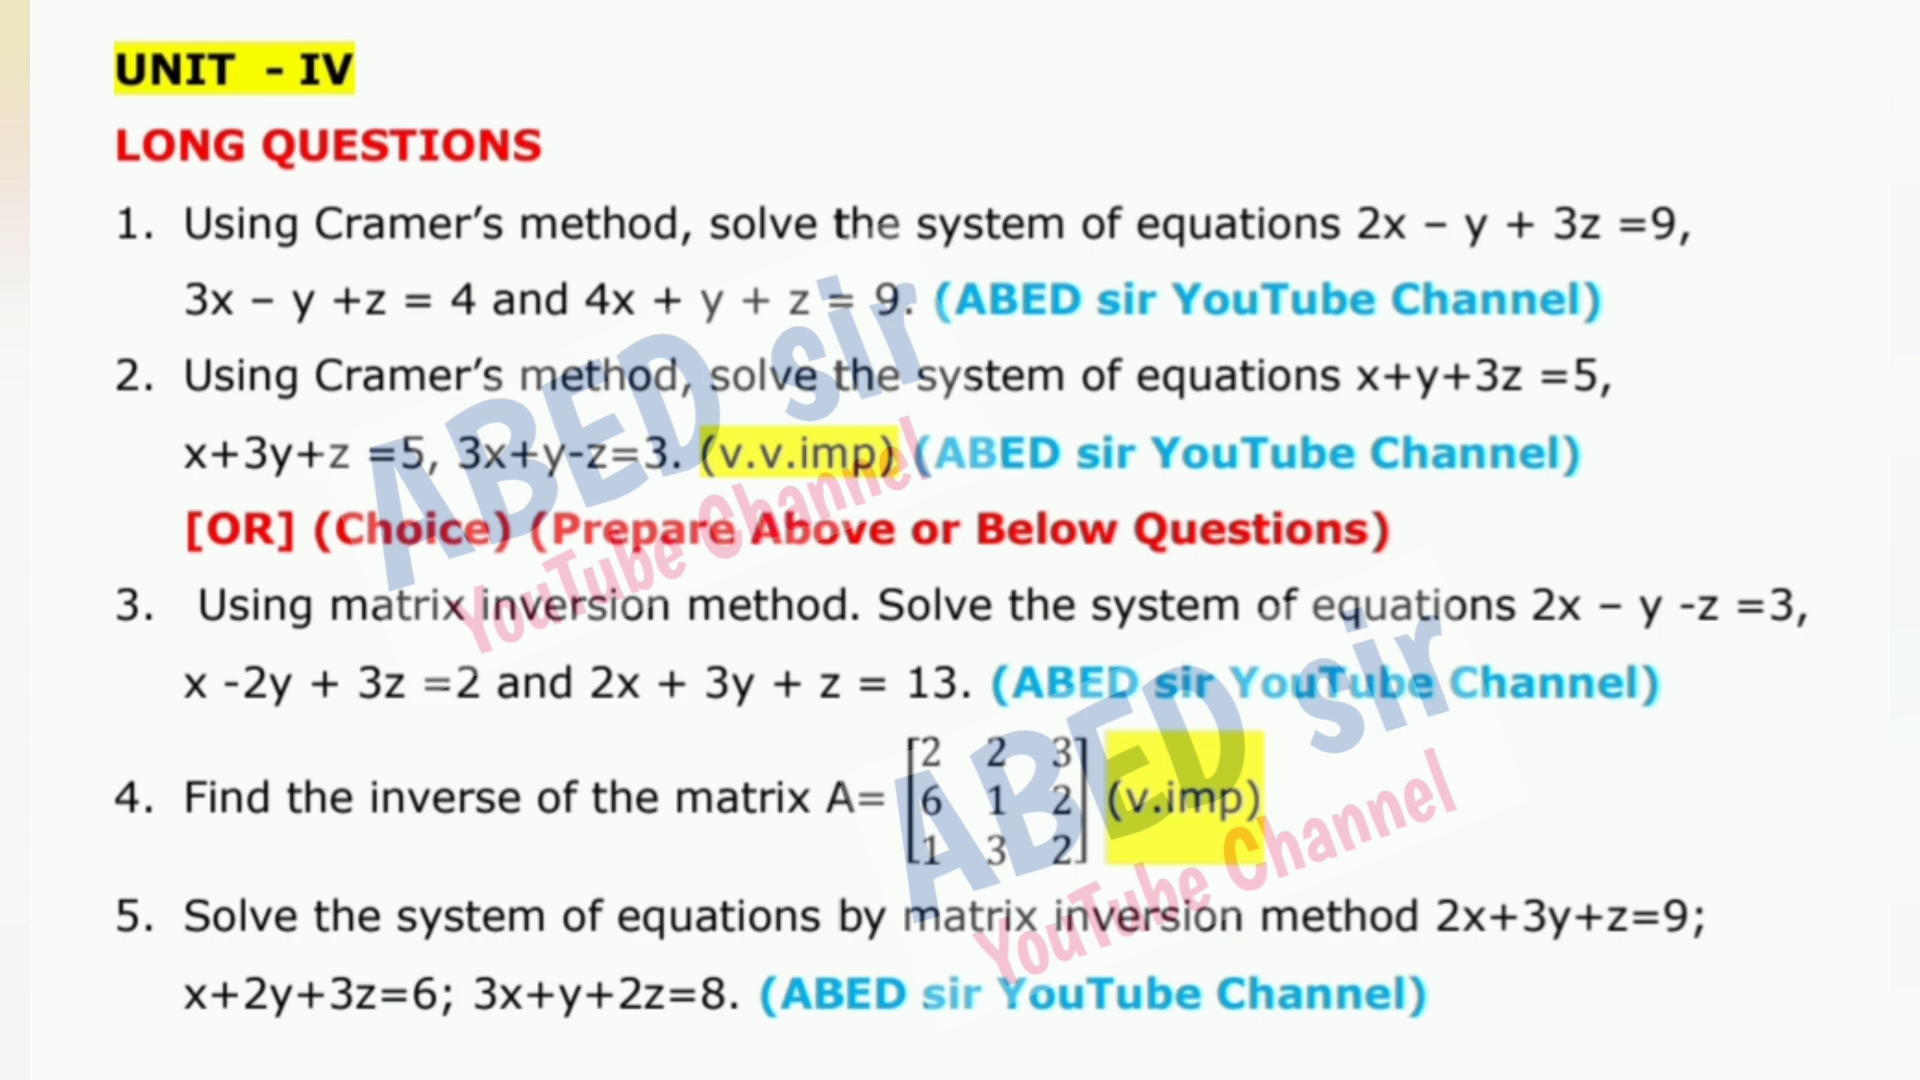 UNIT - IV
LONG QUESTIONS
1. Using Cramer’s method, solve the system of equations 2x – y + 3z =9,
3x – y +z = 4 and 4x + y + z = 9. (ABED sir YouTube Channel)
2. Using Cramer’s method, solve the system of equations x+y+3z =5,
x+3y+z =5, 3x+y-z=3. (v.v.imp) (ABED sir YouTube Channel)
[OR] (Choice) (Prepare Above or Below Questions)
3. Using matrix inversion method. Solve the system of equations 2x – y -z =3,
x -2y + 3z =2 and 2x + 3y + z = 13. (ABED sir YouTube Channel)
2 2 3
4. Find the inverse of the matrix A= [6 1 2] (v.imp)
1 3 2
5. Solve the system of equations by matrix inversion method 2x+3y+z=9;
x+2y+3z=6; 3x+y+2z=8. (ABED sir YouTube Channel)
ABED sir
YouTube Channel
ABED sir
YouTube Channel